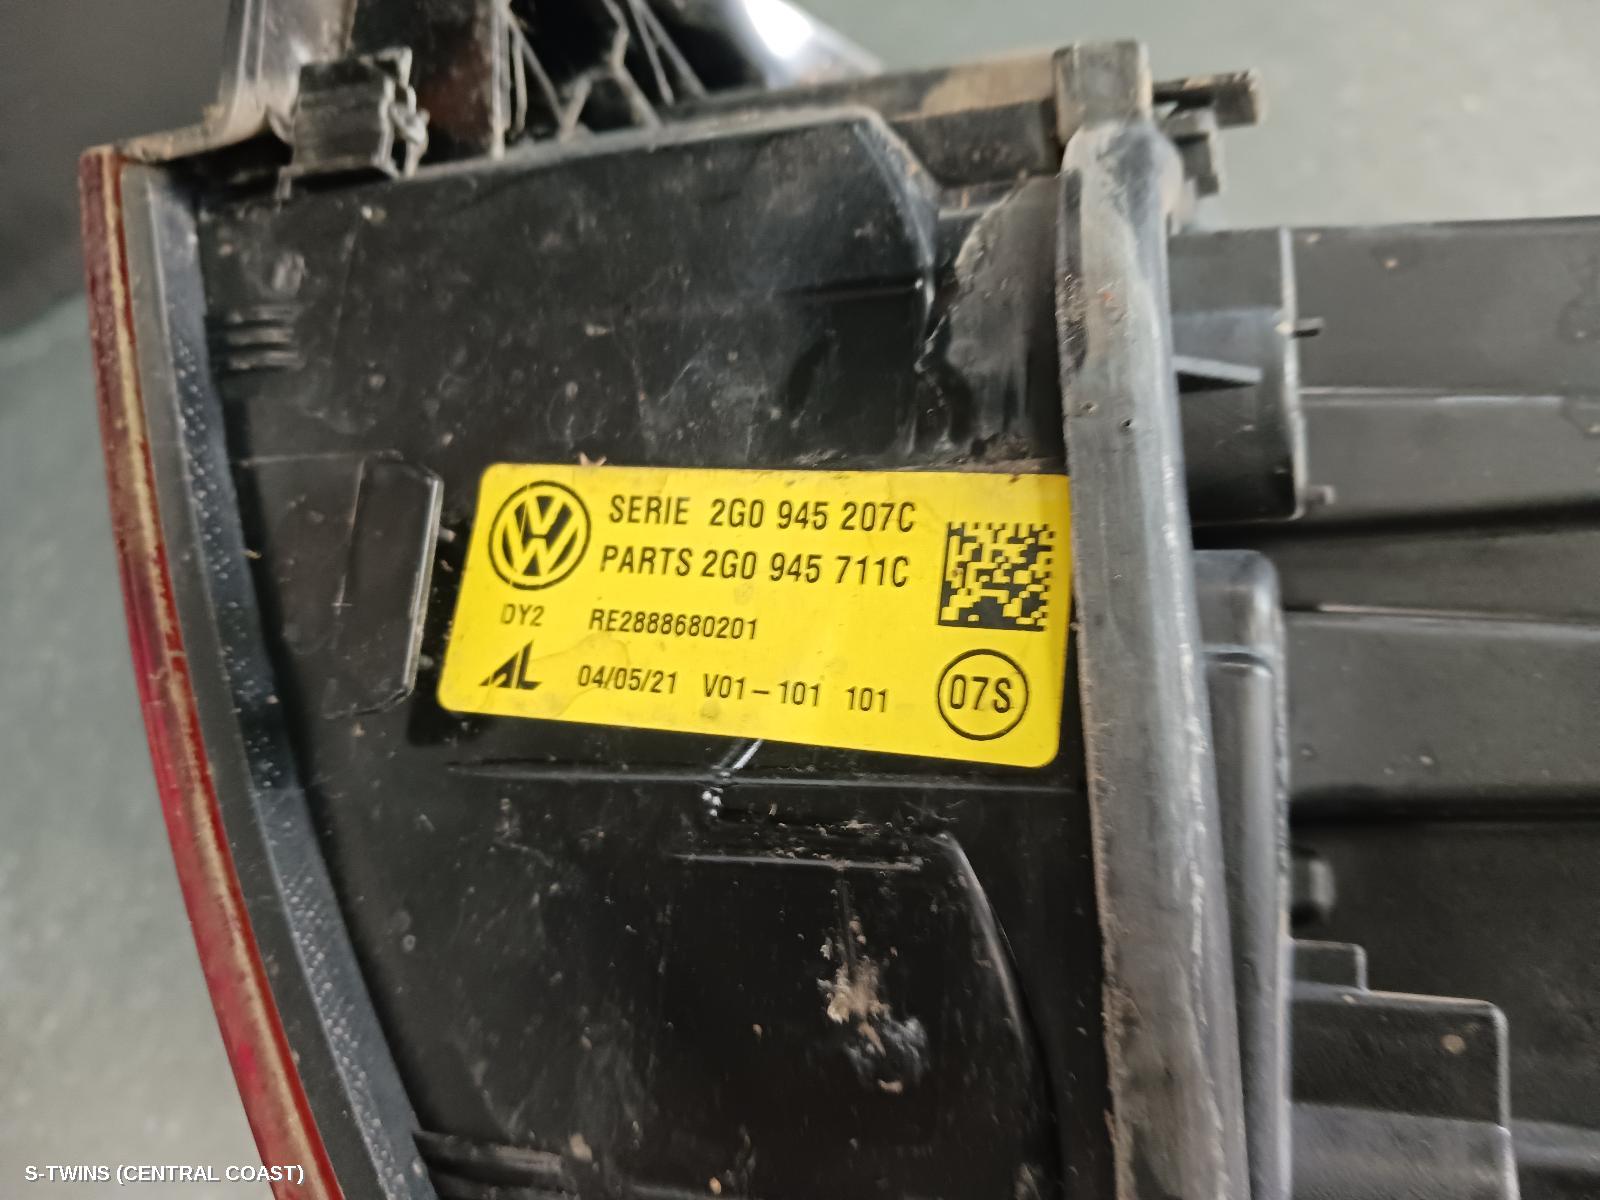 SERIE 2G0 945 207C
PARTS 2G0 945 711C
DY2 RE2888680201
AL 04/05/21 V01-101 101 07S
S-TWINS (CENTRAL COAST)